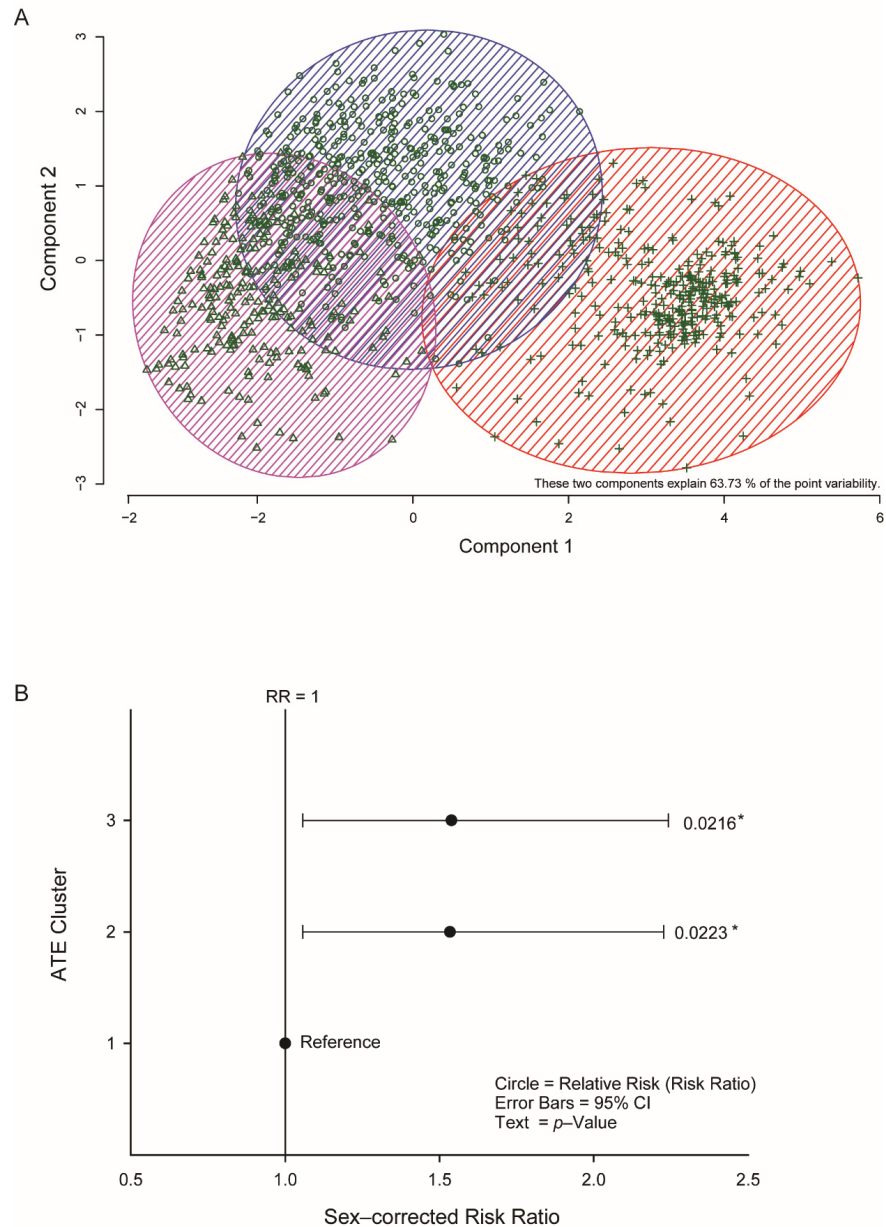 A
3
2
1
0
−1
−2
−3
Component 2
These two components explain 63.73 % of the point variability.
−2
−2
0
2
4
6
Component 1
B
RR = 1
3
2
1
ATE Cluster
0.0216*
0.0223 *
Reference
Circle = Relative Risk (Risk Ratio)
Error Bars = 95% CI
Text = p–Value
0.5
1.0
1.5
2.0
2.5
Sex–corrected Risk Ratio